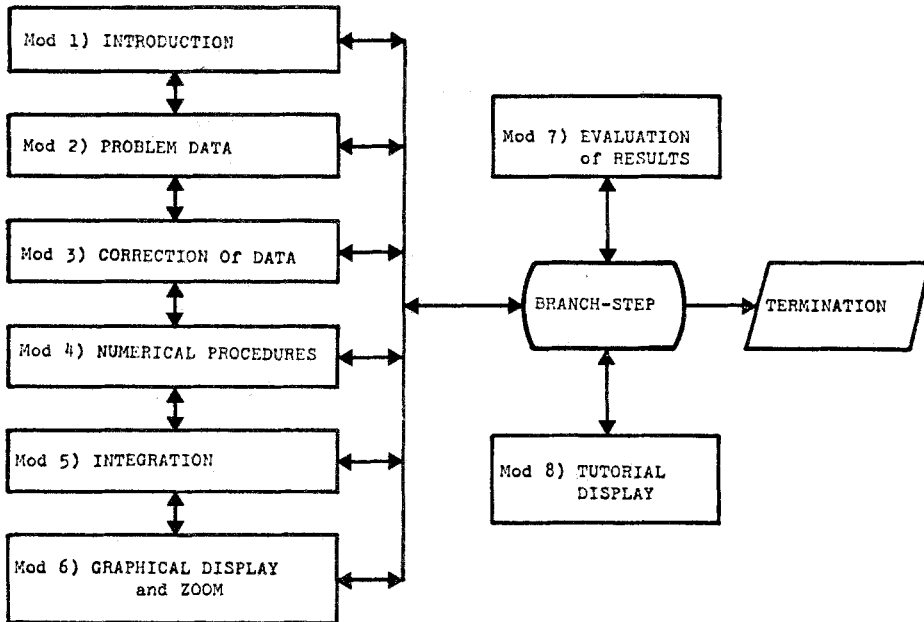 Mod 1) INTRODUCTION
Mod 2) PROBLEM DATA
Mod 3) CORRECTION Of DATA
Mod 4) NUMERICAL PROCEDURES
Mod 5) INTEGRATION
Mod 6) GRAPHICAL DISPLAY
and ZOOM
Mod 7) EVALUATION
of RESULTS
BRANCH-STEP
TERMINATION
Mod 8) TUTORIAL
DISPLAY